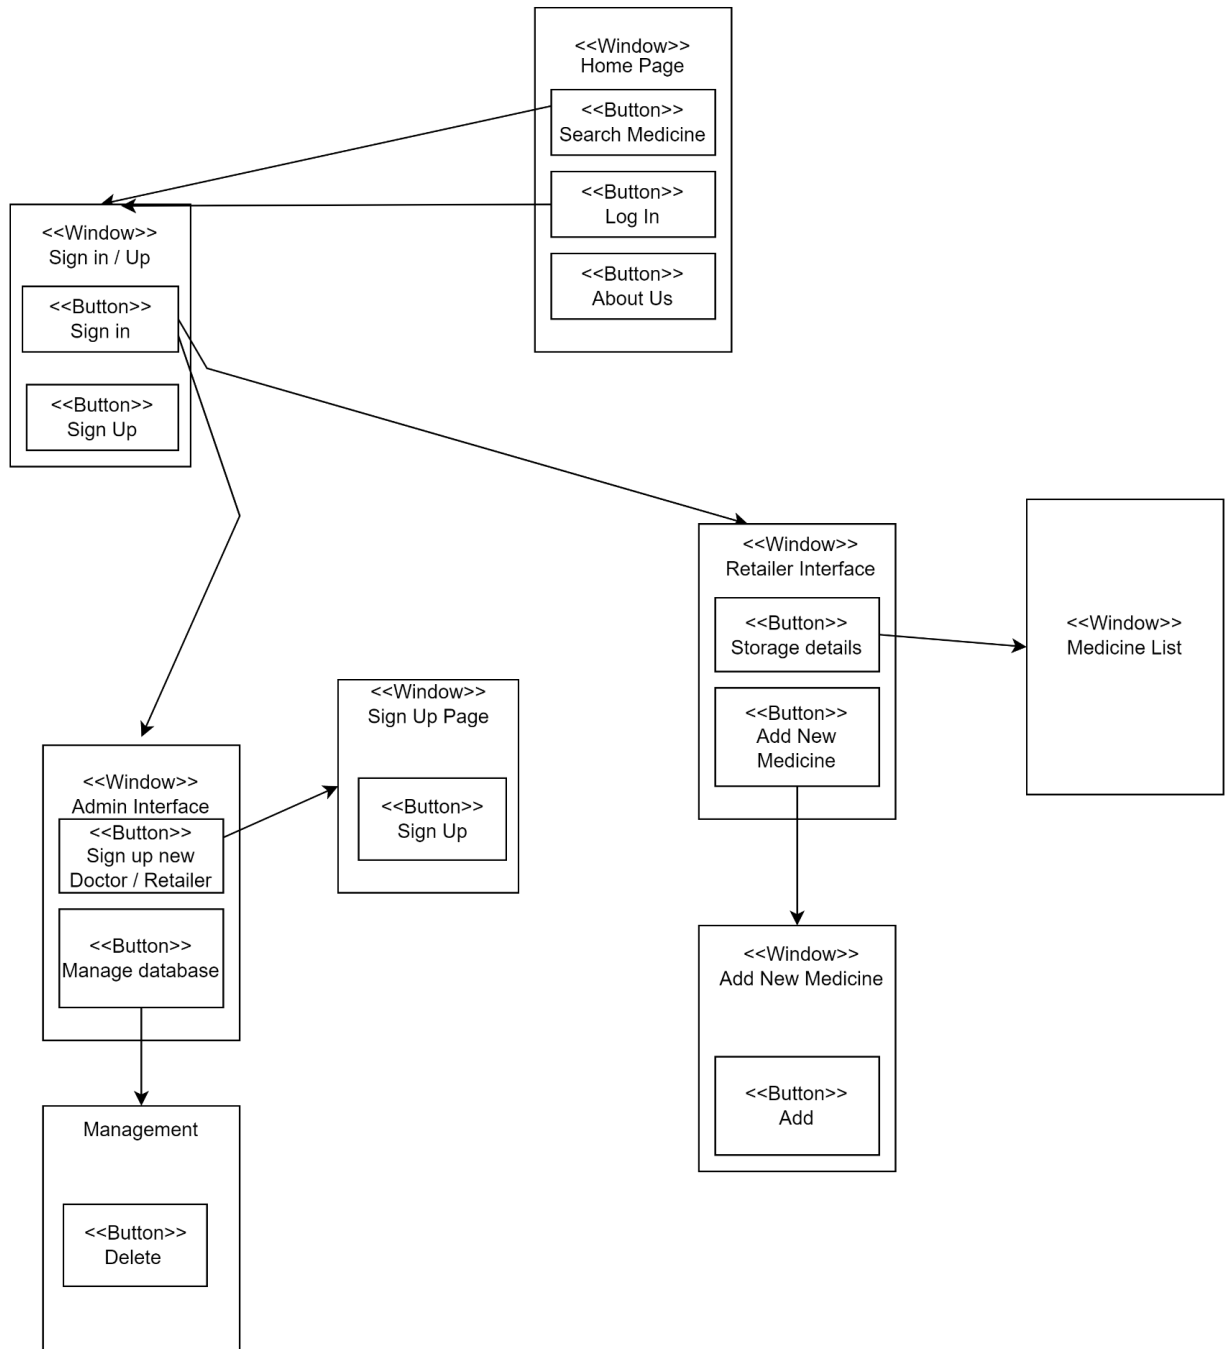 <<Window>>
Home Page
<<Button>>
Search Medicine
<<Button>>
Log In
<<Button>>
About Us
<<Window>>
Sign in / Up
<<Button>>
Sign in
<<Button>>
Sign Up
<<Window>>
Retailer Interface
<<Button>>
Storage details
<<Button>>
Add New
Medicine
<<Window>>
Medicine List
<<Window>>
Sign Up Page
<<Button>>
Sign Up
<<Window>>
Admin Interface
<<Button>>
Sign up new
Doctor / Retailer
<<Button>>
Manage database
<<Window>>
Add New Medicine
<<Button>>
Add
Management
<<Button>>
Delete